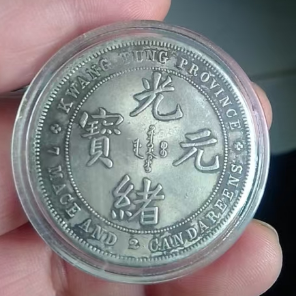 KWANG-TUNG PROVINCE
7 MACE AND 2 CANDAREENS
光緒元寶